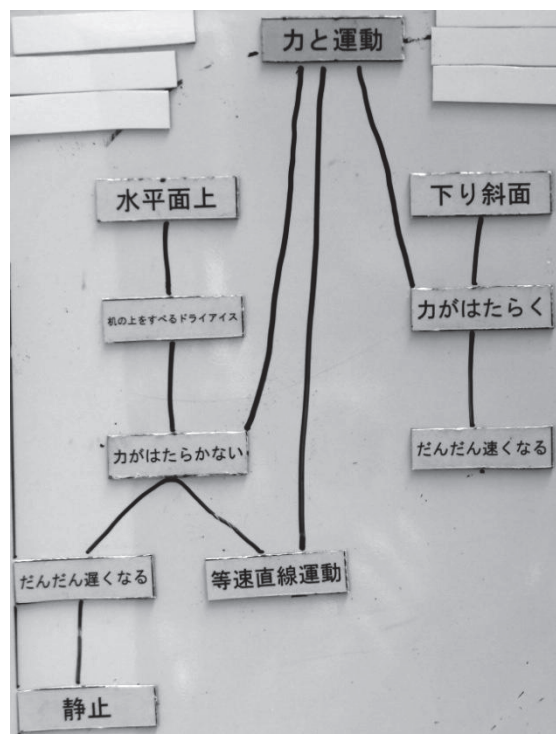 力と運動
水平面上
下り斜面
机の上をすべるドライアイス
力がはたらく
力がはたらかない
だんだん速くなる
だんだん遅くなる
等速直線運動
静止